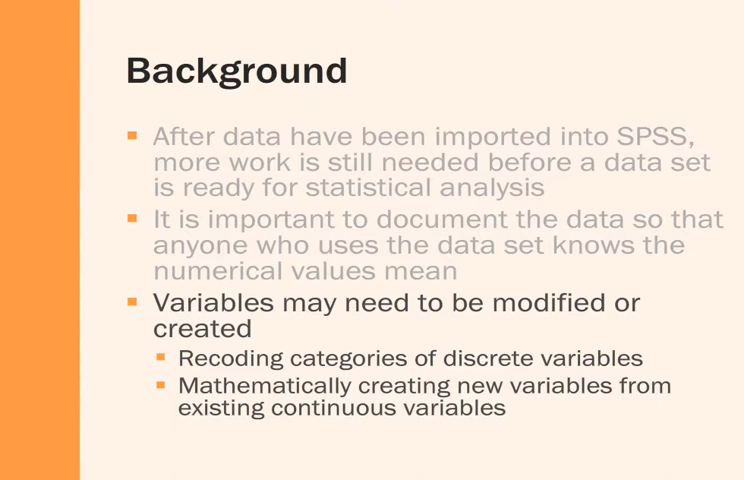 Background
After data have been imported into SPSS,
more work is still needed before a data set
is ready for statistical analysis
It is important to document the data so that
anyone who uses the data set knows the
numerical values mean
Variables may need to be modified or
created
Recoding categories of discrete variables
Mathematically creating new variables from
existing continuous variables